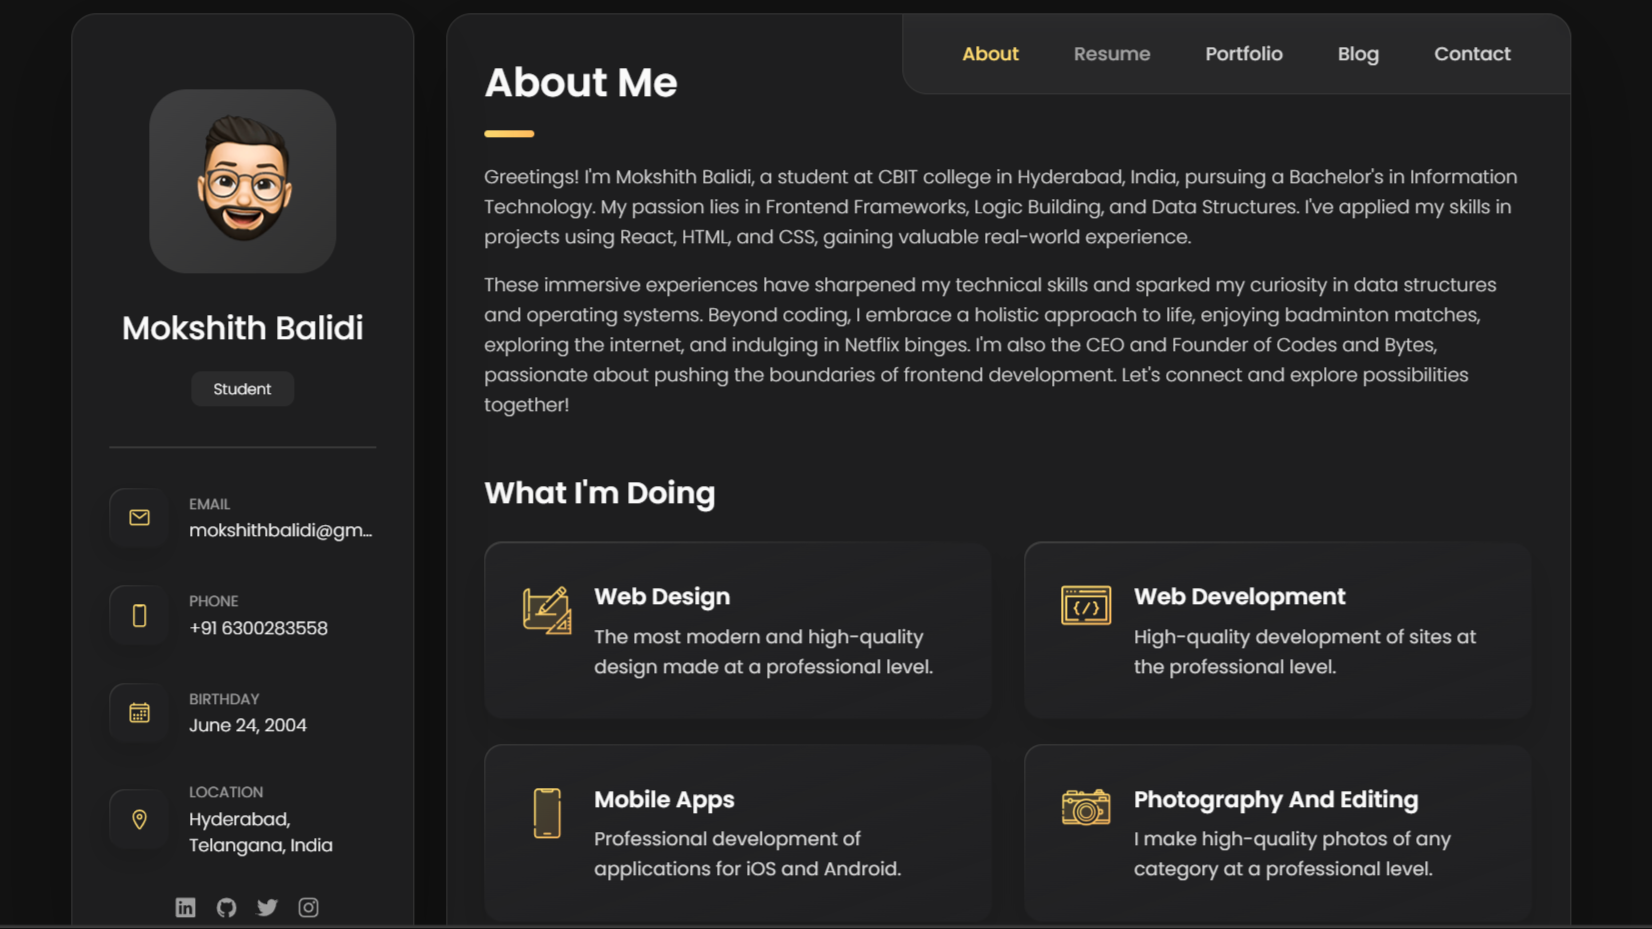 Mokshith Balidi
Student
EMAIL
mokshithbalidi@gm...
PHONE
+91 6300283558
BIRTHDAY
June 24, 2004
LOCATION
Hyderabad,
Telangana, India
About
Resume
Portfolio
Blog
Contact
About Me
Greetings! I'm Mokshith Balidi, a student at CBIT college in Hyderabad, India, pursuing a Bachelor's in Information
Technology. My passion lies in Frontend Frameworks, Logic Building, and Data Structures. I've applied my skills in
projects using React, HTML, and CSS, gaining valuable real-world experience.
These immersive experiences have sharpened my technical skills and sparked my curiosity in data structures
and operating systems. Beyond coding, I embrace a holistic approach to life, enjoying badminton matches,
exploring the internet, and indulging in Netflix binges. I'm also the CEO and Founder of Codes and Bytes,
passionate about pushing the boundaries of frontend development. Let's connect and explore possibilities
together!
What I'm Doing
Web Design
The most modern and high-quality
design made at a professional level.
Web Development
High-quality development of sites at
the professional level.
Mobile Apps
Professional development of
applications for iOS and Android.
Photography And Editing
I make high-quality photos of any
category at a professional level.